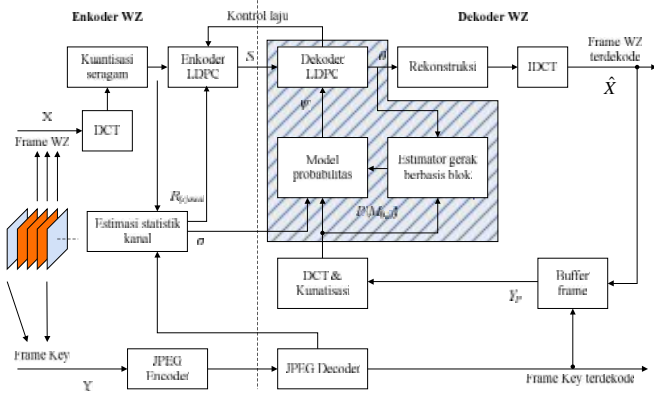 Enkoder WZ
Kontrol laju
Dekoder WZ
Kuantisasi
seragam
Enkoder
LDPC
S
Dekoder
LDPC
θ
Rekonstruksi
IDCT
Frame WZ
terdekode
X̂
X
Frame WZ
DCT
ψ
Model
probabilitas
Estimator gerak
berbasis blok.
Estimasi statistik
kanal
σ
DCT &
Kunatisasi
Buffer
frame
Frame Key
Y
JPEG
Encoder
JPEG Decoder
Frame Key terdekode